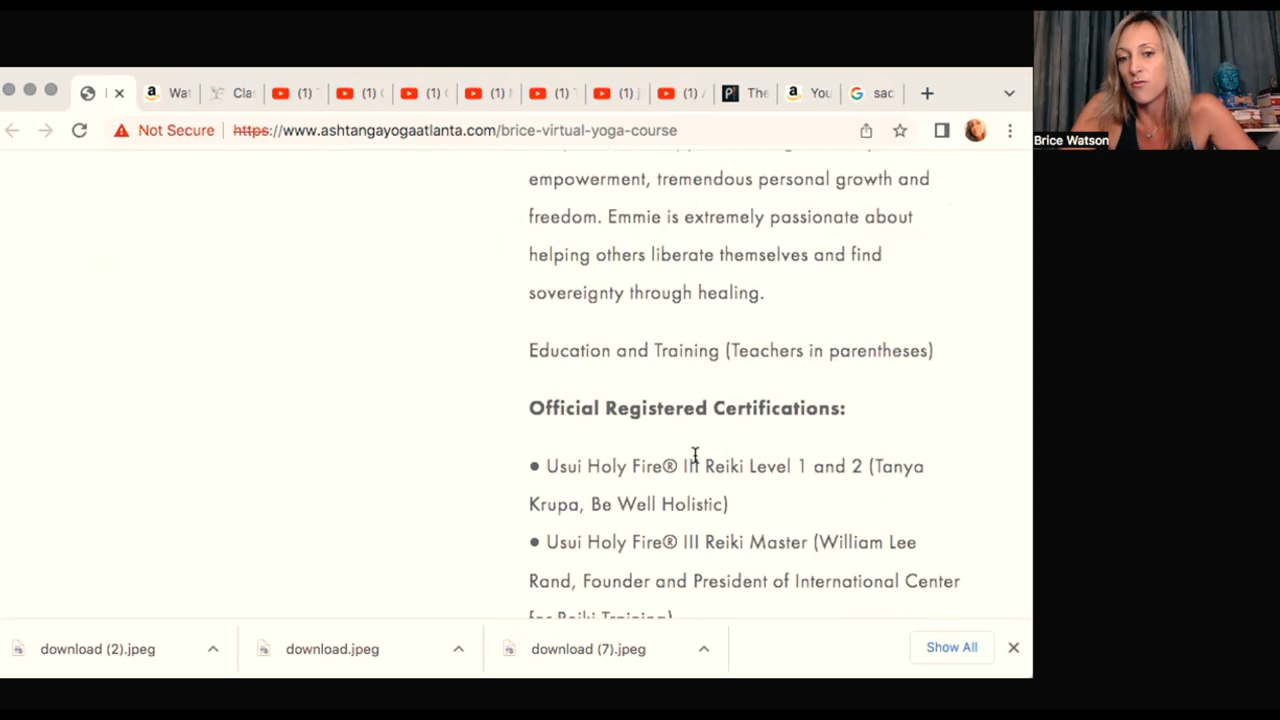 Wat
Cla
(1)
(1)
(1)
(1)
(1)
(1)
(1)
The
You
sac
Not Secure
https://www.ashtangayogaatlanta.com/brice-virtual-yoga-course
Brice Watson
empowerment, tremendous personal growth and
freedom. Emmie is extremely passionate about
helping others liberate themselves and find
sovereignty through healing.
Education and Training (Teachers in parentheses)
Official Registered Certifications:
● Usui Holy Fire® III Reiki Level 1 and 2 (Tanya
Krupa, Be Well Holistic)
● Usui Holy Fire® III Reiki Master (William Lee
Rand, Founder and President of International Center
for Reiki Training)
download (2).jpeg
download.jpeg
download (7).jpeg
Show All